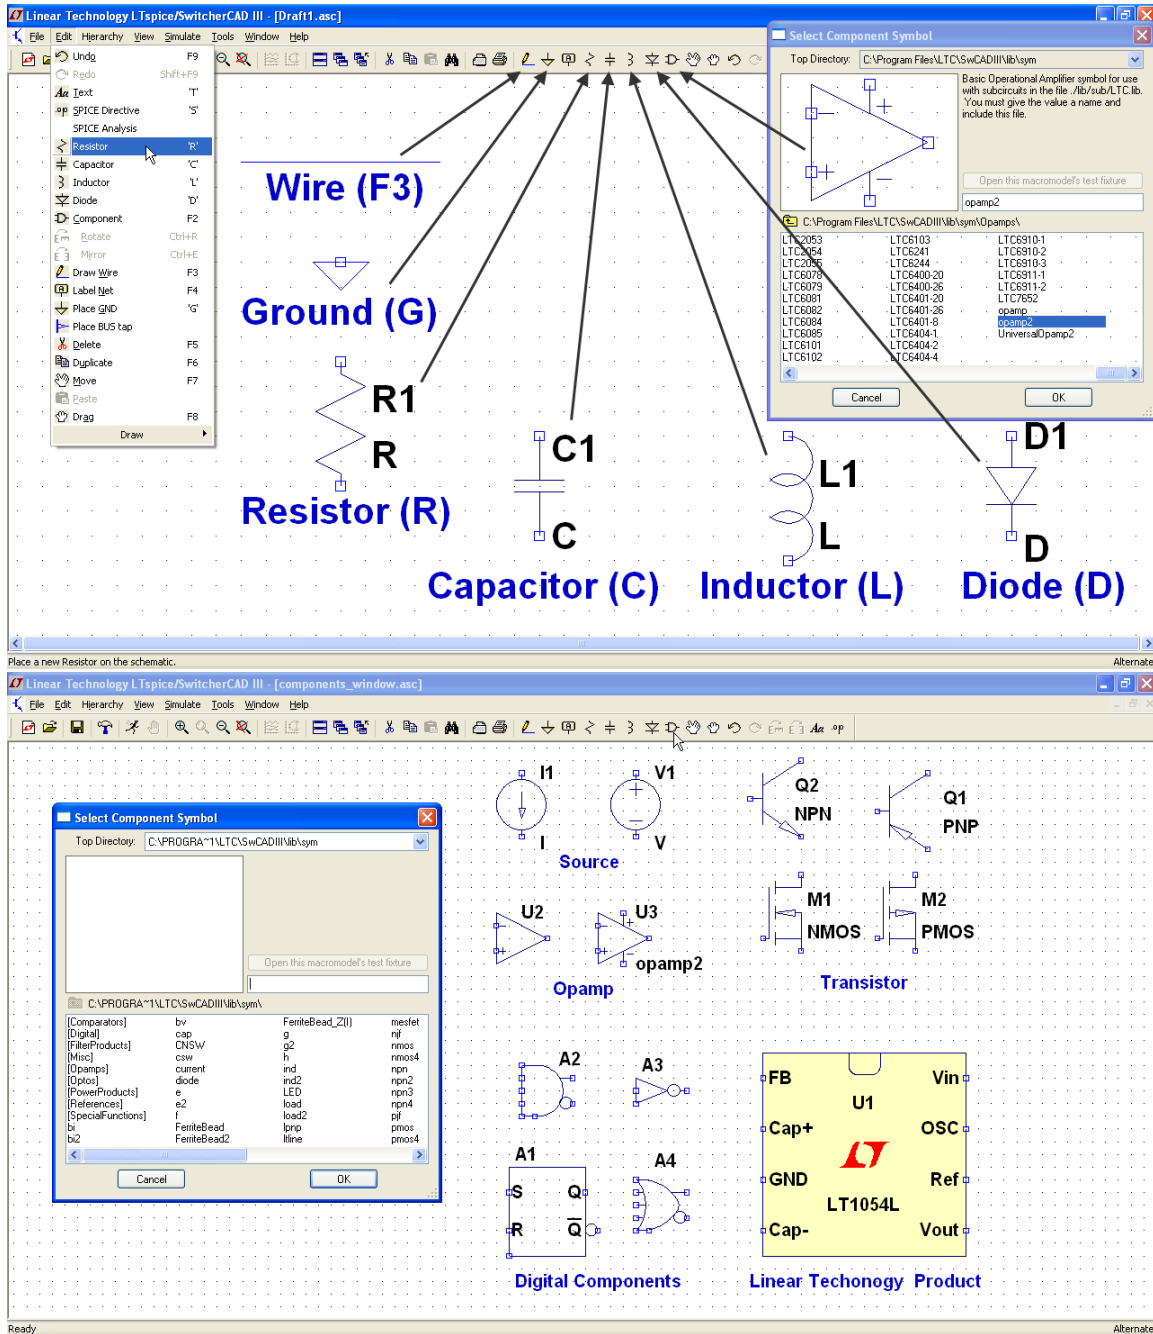 Linear Technology LTspice/SwitcherCAD III - [Draft1.asc]
File Edit Hierarchy View Simulate Tools Window Help
Undo F9
Redo Shift+F9
Text 'T'
SPICE Directive 'S'
SPICE Analysis
Resistor 'R'
Capacitor 'C'
Inductor 'L'
Diode 'D'
Component F2
Rotate Ctrl+R
Mirror Ctrl+E
Draw Wire F3
Label Net F4
Place GND 'G'
Place BUS tap
Delete F5
Duplicate F6
Move F7
Paste
Drag F8
Draw
Wire (F3)
Ground (G)
R1
R
Resistor (R)
C1
C
Capacitor (C)
L1
L
Inductor (L)
D1
D
Diode (D)
Select Component Symbol
Top Directory: C:\Program Files\LTC\SwCADIII\lib\sym
Basic Operational Amplifier symbol for use
with subcircuits in the file ./lib/sub/LTC.lib.
You must give the value a name and
include this file.
Open this macromodel's test fixture
opamp2
C:\Program Files\LTC\SwCADIII\lib\sym\Opamps\
LTC2053 LTC6103 LTC6910-1
LTC2054 LTC6241 LTC6910-2
LTC2055 LTC6244 LTC6910-3
LTC6078 LTC6400-20 LTC6911-1
LTC6079 LTC6400-26 LTC6911-2
LTC6081 LTC6401-20 LTC7652
LTC6082 LTC6401-26 opamp
LTC6084 LTC6401-8 opamp2
LTC6085 LTC6404-1 UniversalOpamp2
LTC6101 LTC6404-2
LTC6102 LTC6404-4
Cancel OK
Place a new Resistor on the schematic. Alternate
Linear Technology LTspice/SwitcherCAD III - [components_window.asc]
File Edit Hierarchy View Simulate Tools Window Help
Aa .op
Select Component Symbol
Top Directory: C:\PROGRA~1\LTC\SwCADIII\lib\sym
Open this macromodel's test fixture
C:\PROGRA~1\LTC\SwCADIII\lib\sym\
[Comparators] bv FerriteBead_Z(I) mesfet
[Digital] cap g njf
[FilterProducts] CNSW g2 nmos
[Misc] csw h nmos4
[Opamps] current ind npn
[Optos] diode ind2 npn2
[PowerProducts] e LED npn3
[References] e2 load npn4
[SpecialFunctions] f load2 pjf
bi FerriteBead lpnp pmos
bi2 FerriteBead2 ltline pmos4
Cancel OK
I1
I
V1
V
Source
Q2
NPN
Q1
PNP
U2
U3
opamp2
Opamp
M1
NMOS
M2
PMOS
Transistor
A2
A3
A1
S Q
R Q
A4
Digital Components
FB Vin
U1
Cap+ OSC
GND Ref
LT1054L
Cap- Vout
Linear Techonogy Product
Ready Alternate